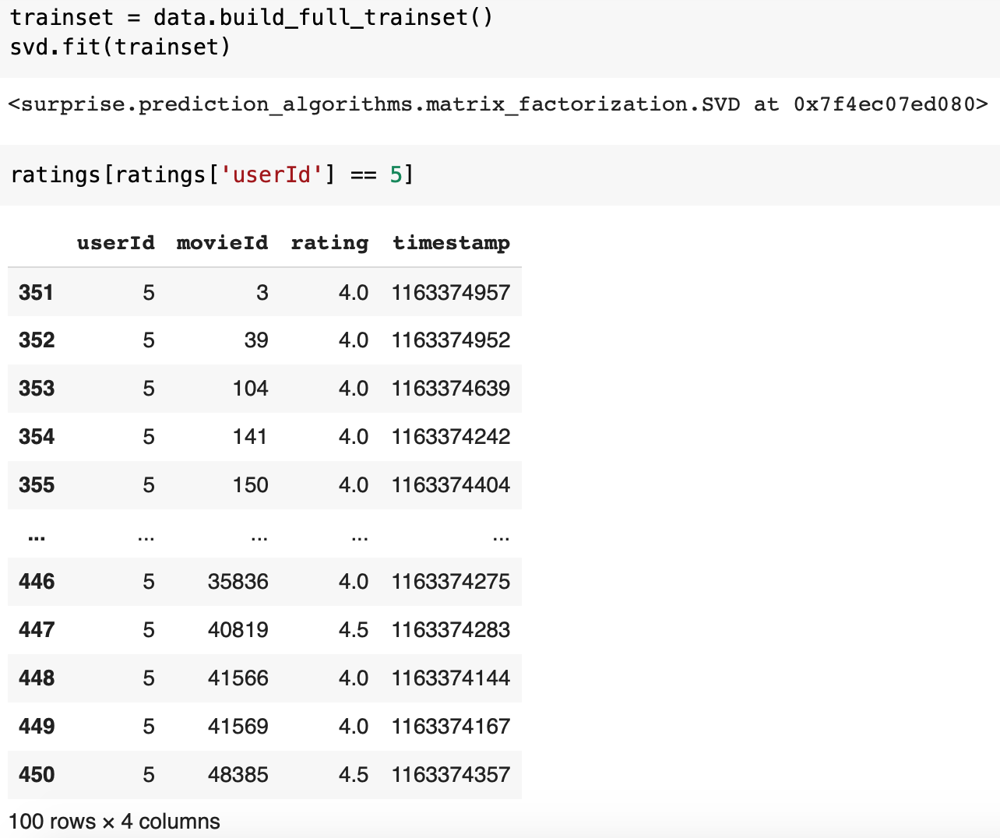 trainset = data.build_full_trainset()
svd.fit(trainset)
<surprise.prediction_algorithms.matrix_factorization.SVD at 0x7f4ec07ed080>
ratings[ratings['userId'] == 5]
userId movieId rating timestamp
351 5 3 4.0 1163374957
352 5 39 4.0 1163374952
353 5 104 4.0 1163374639
354 5 141 4.0 1163374242
355 5 150 4.0 1163374404
... ... ... ... ...
446 5 35836 4.0 1163374275
447 5 40819 4.5 1163374283
448 5 41566 4.0 1163374144
449 5 41569 4.0 1163374167
450 5 48385 4.5 1163374357
100 rows × 4 columns